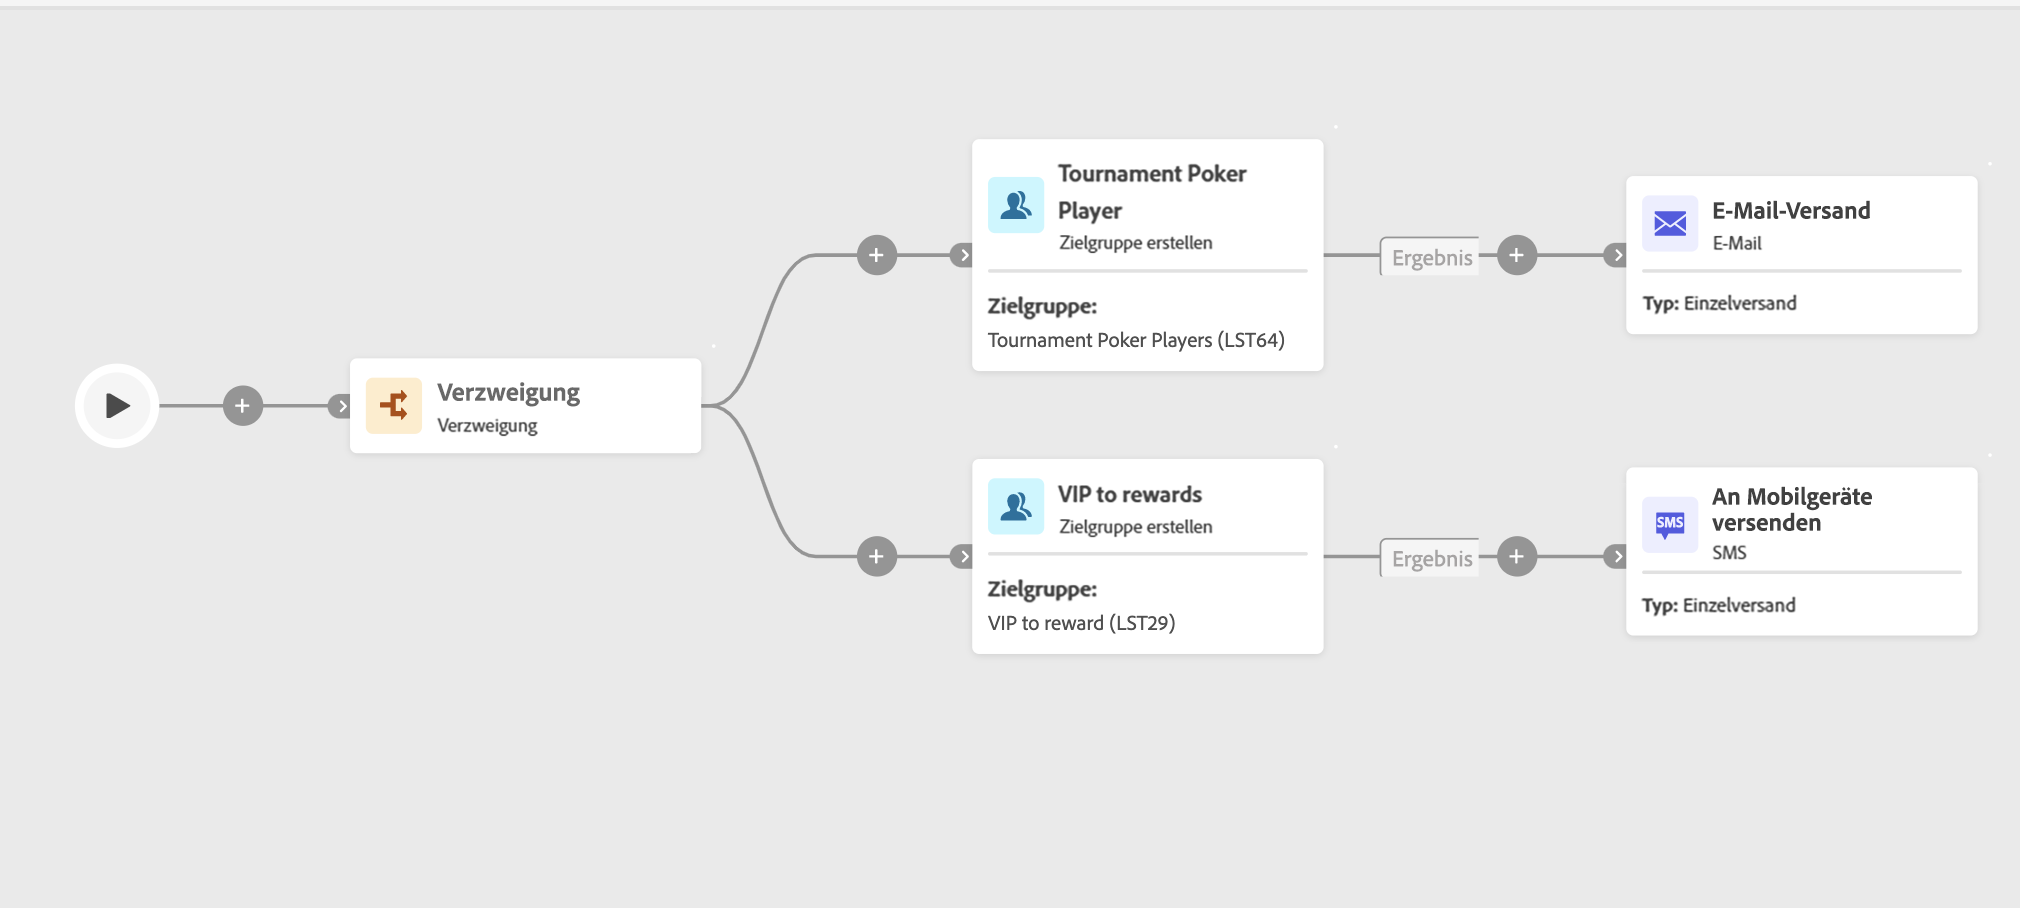 Verzweigung
Verzweigung
Tournament Poker
Player
Zielgruppe erstellen
Zielgruppe:
Tournament Poker Players (LST64)
Ergebnis
E-Mail-Versand
E-Mail
Typ: Einzelversand
VIP to rewards
Zielgruppe erstellen
Zielgruppe:
VIP to reward (LST29)
Ergebnis
SMS
An Mobilgeräte
versenden
SMS
Typ: Einzelversand